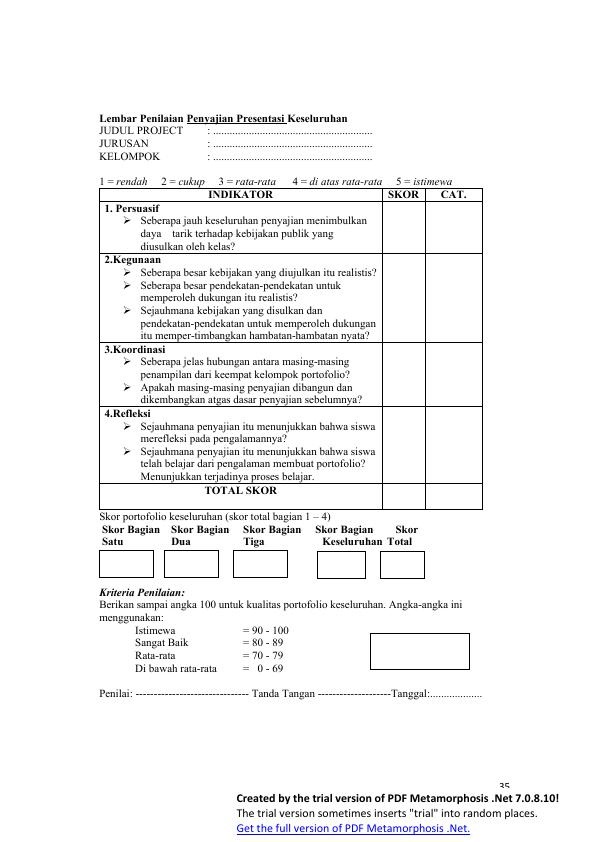 Lembar Penilaian Penyajian Presentasi Keseluruhan
JUDUL PROJECT : ............................................................
JURUSAN : ............................................................
KELOMPOK : ............................................................
1 = rendah 2 = cukup 3 = rata-rata 4 = di atas rata-rata 5 = istimewa
INDIKATOR SKOR CAT.
1. Persuasif
➢ Seberapa jauh keseluruhan penyajian menimbulkan
daya tarik terhadap kebijakan publik yang
diusulkan oleh kelas?
2.Kegunaan
➢ Seberapa besar kebijakan yang diujulkan itu realistis?
➢ Seberapa besar pendekatan-pendekatan untuk
memperoleh dukungan itu realistis?
➢ Sejauhmana kebijakan yang disulkan dan
pendekatan-pendekatan untuk memperoleh dukungan
itu memper-timbangkan hambatan-hambatan nyata?
3.Koordinasi
➢ Seberapa jelas hubungan antara masing-masing
penampilan dari keempat kelompok portofolio?
➢ Apakah masing-masing penyajian dibangun dan
dikembangkan atgas dasar penyajian sebelumnya?
4.Refleksi
➢ Sejauhmana penyajian itu menunjukkan bahwa siswa
merefleksi pada pengalamannya?
➢ Sejauhmana penyajian itu menunjukkan bahwa siswa
telah belajar dari pengalaman membuat portofolio?
Menunjukkan terjadinya proses belajar.
TOTAL SKOR
Skor portofolio keseluruhan (skor total bagian 1 – 4)
Skor Bagian Skor Bagian Skor Bagian Skor Bagian Skor
Satu Dua Tiga Keseluruhan Total
Kriteria Penilaian:
Berikan sampai angka 100 untuk kualitas portofolio keseluruhan. Angka-angka ini
menggunakan:
Istimewa = 90 - 100
Sangat Baik = 80 - 89
Rata-rata = 70 - 79
Di bawah rata-rata = 0 - 69
Penilai: ------------------------------- Tanda Tangan --------------------Tanggal:...................
35
Created by the trial version of PDF Metamorphosis .Net 7.0.8.10!
The trial version sometimes inserts "trial" into random places.
Get the full version of PDF Metamorphosis .Net.